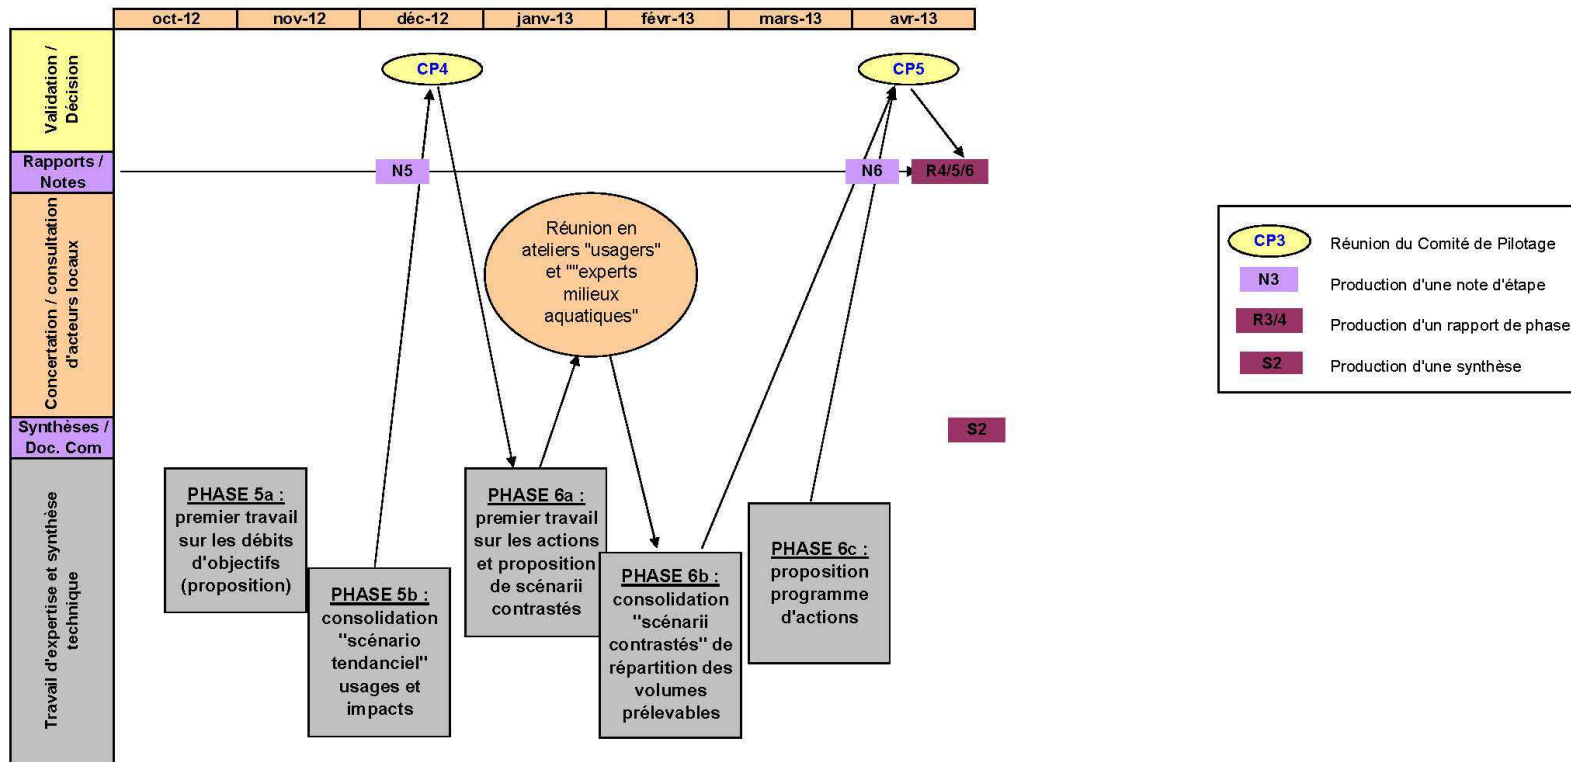 oct-12 nov-12 déc-12 janv-13 févr-13 mars-13 avr-13
Validation /
Décision
CP4
CP5
Rapports /
Notes
N5
N6
R4/5/6
Concertation / consultation
d'acteurs locaux
Réunion en
ateliers "usagers"
et ""experts
milieux
aquatiques"
Synthèses /
Doc. Com
S2
Travail d'expertise et synthèse
technique
PHASE 5a :
premier travail
sur les débits
d'objectifs
(proposition)
PHASE 5b :
consolidation
"scénario
tendanciel"
usages et
impacts
PHASE 6a :
premier travail
sur les actions
et proposition
de scénarii
contrastés
PHASE 6b :
consolidation
"scénarii
contrastés" de
répartition des
volumes
prélevables
PHASE 6c :
proposition
programme
d'actions
CP3 Réunion du Comité de Pilotage
N3 Production d'une note d'étape
R3/4 Production d'un rapport de phase
S2 Production d'une synthèse